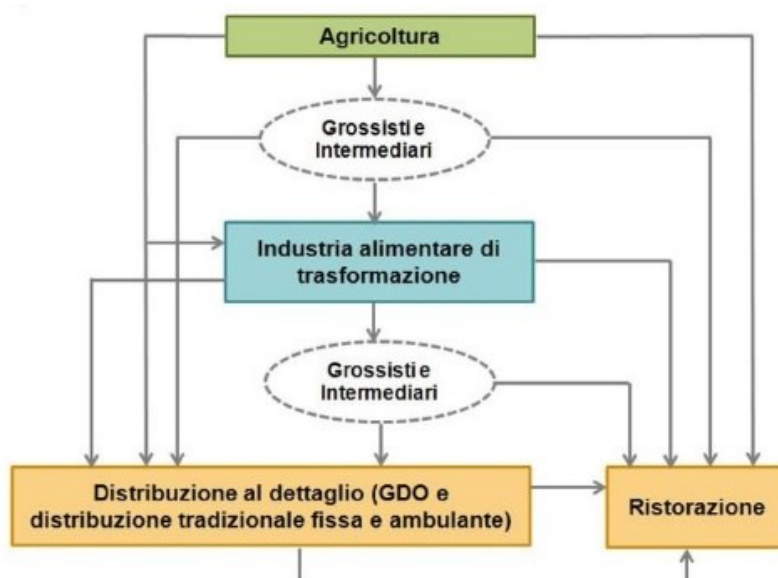 Agricoltura
Grossisti e
Intermediari
Industria alimentare di
trasformazione
Grossisti e
Intermediari
Distribuzione al dettaglio (GDO e
distribuzione tradizionale fissa e ambulante)
Ristorazione